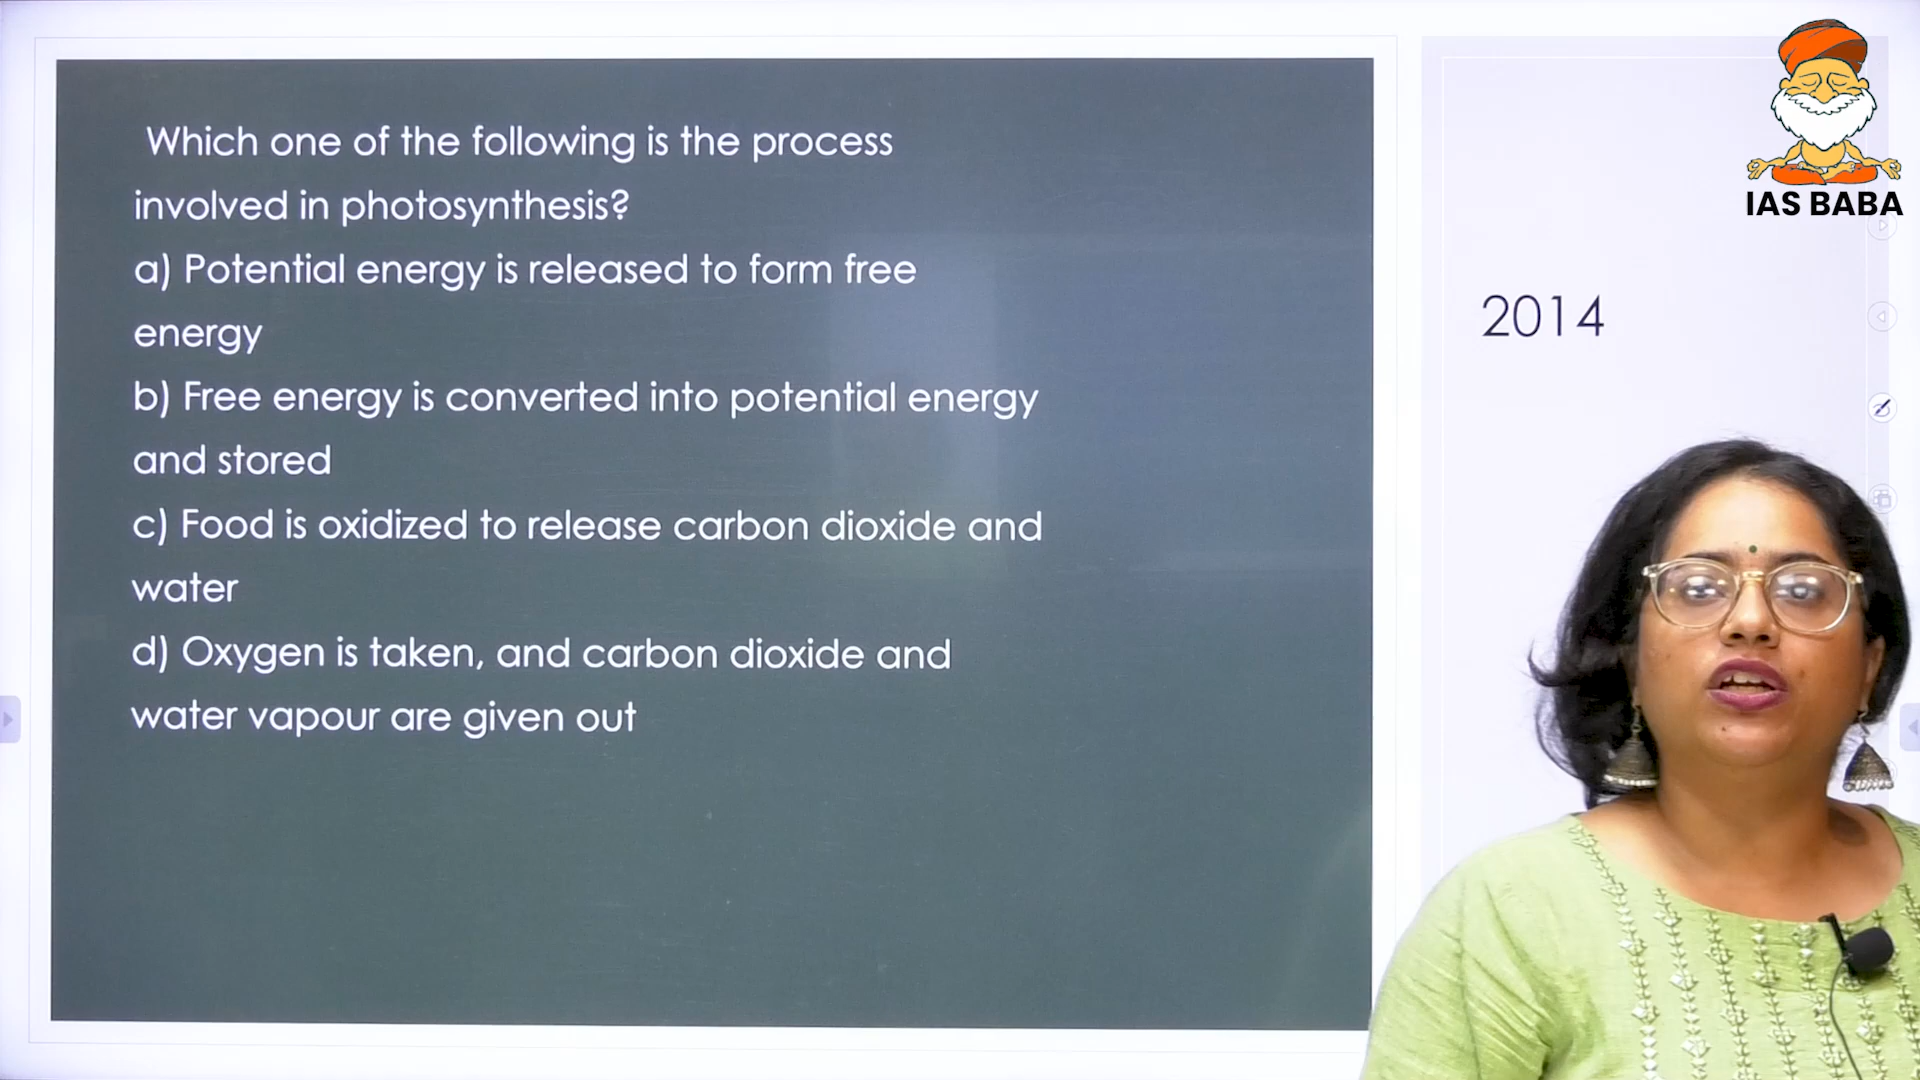 Which one of the following is the process
involved in photosynthesis?
a) Potential energy is released to form free
energy
b) Free energy is converted into potential energy
and stored
c) Food is oxidized to release carbon dioxide and
water
d) Oxygen is taken, and carbon dioxide and
water vapour are given out
2014
IAS BABA